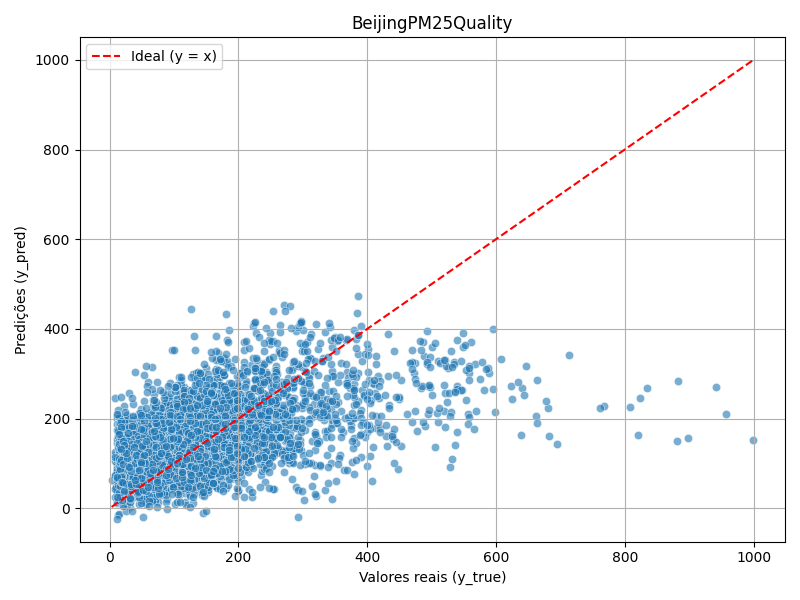 BeijingPM25Quality
Ideal (y = x)
1000
800
600
400
200
0
Predições (y_pred)
0 200 400 600 800 1000
Valores reais (y_true)